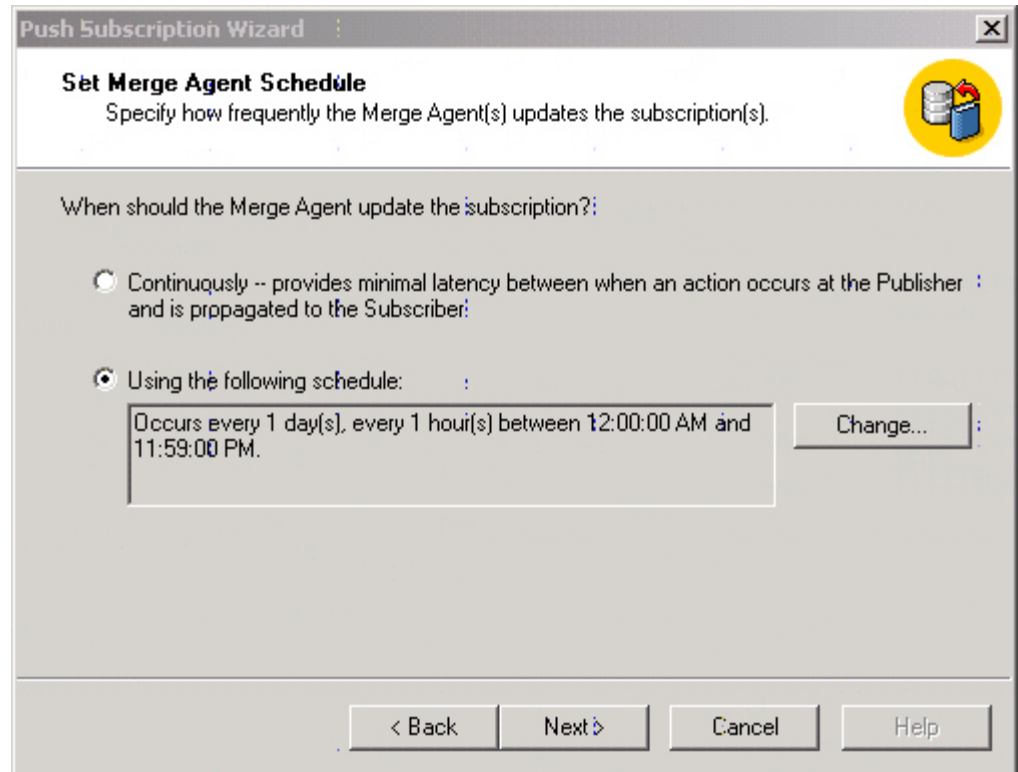 Push Subscription Wizard
Set Merge Agent Schedule
Specify how frequently the Merge Agent(s) updates the subscription(s).
When should the Merge Agent update the subscription?
Continuously -- provides minimal latency between when an action occurs at the Publisher
and is propagated to the Subscriber
Using the following schedule:
Occurs every 1 day(s), every 1 hour(s) between 12:00:00 AM and
11:59:00 PM.
Change...
< Back
Next >
Cancel
Help